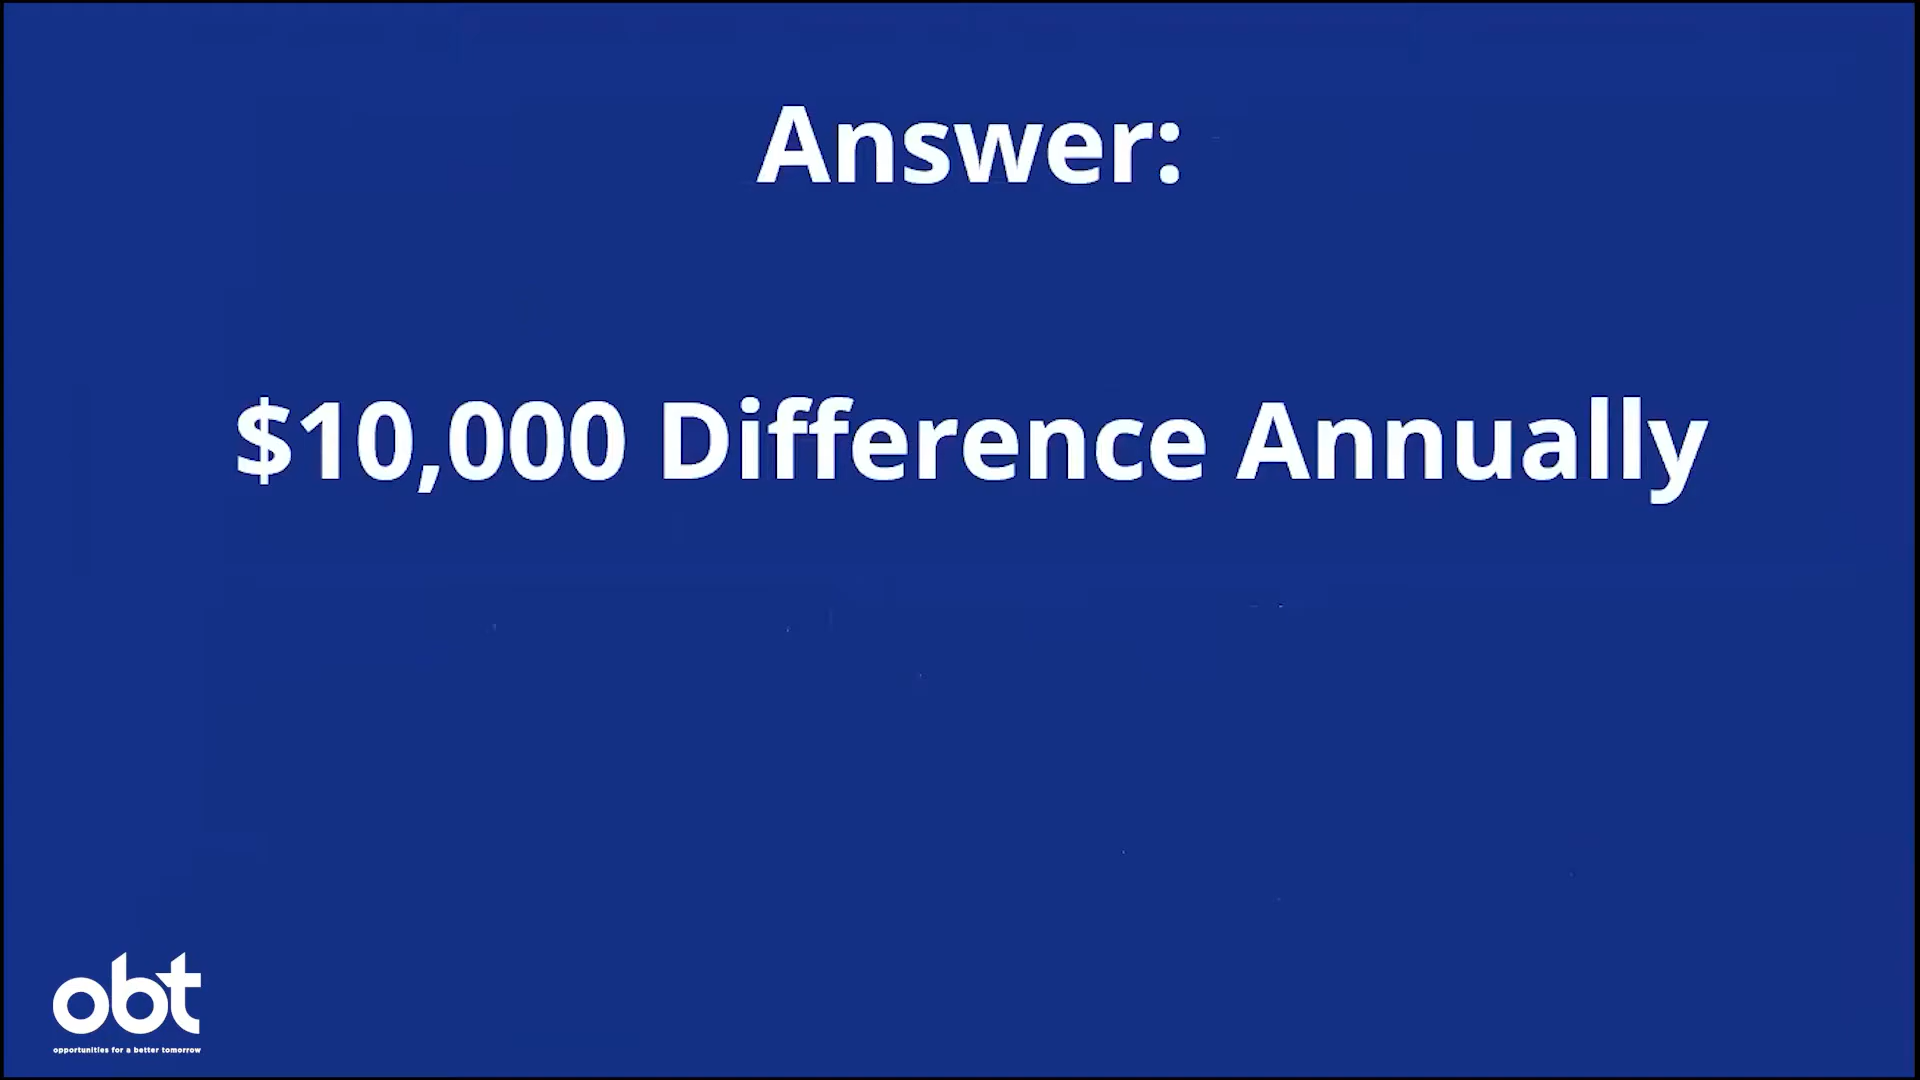 Answer:
$10,000 Difference Annually
obt
opportunities for a better tomorrow